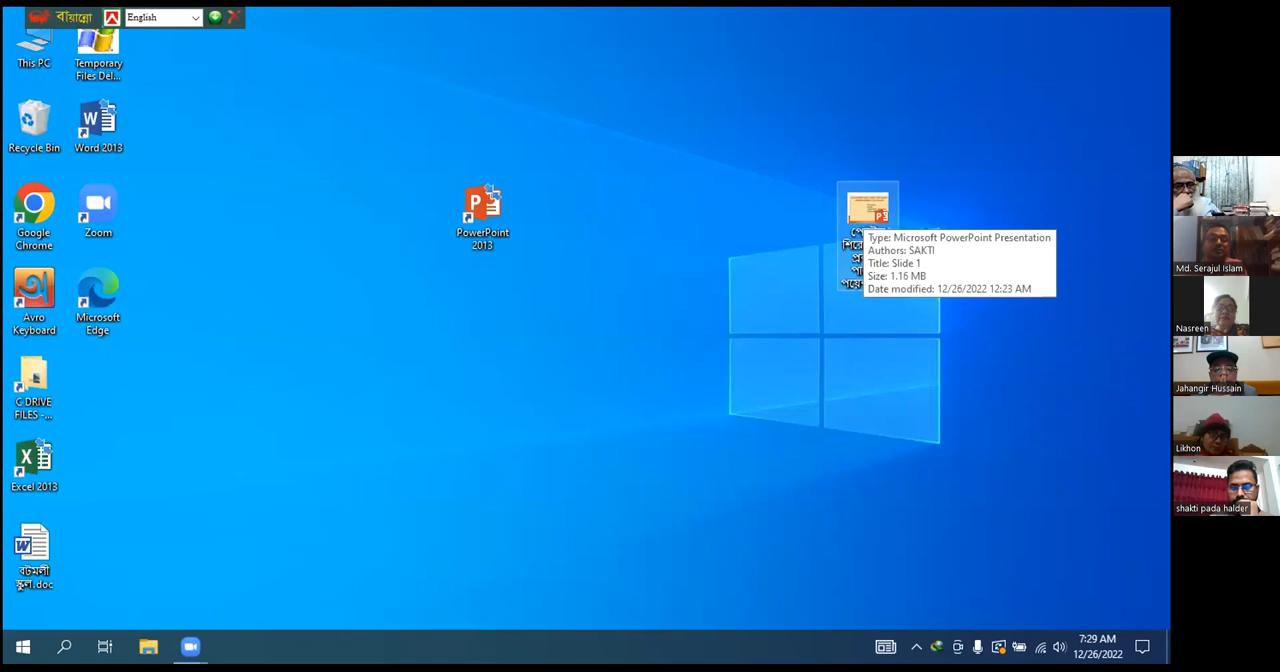 বায়ান্নো
English
This PC
Temporary
Files Del...
Recycle Bin
Word 2013
Google
Chrome
Zoom
PowerPoint
2013
Avro
Keyboard
Microsoft
Edge
C DRIVE
FILES -...
Excel 2013
বটমলী
স্কুল.doc
Type: Microsoft PowerPoint Presentation
Authors: SAKTI
Title: Slide 1
Size: 1.16 MB
Date modified: 12/26/2022 12:23 AM
Md. Serajul Islam
Nasreen
Jahangir Hussain
Likhon
shakti pada halder
7:29 AM
12/26/2022